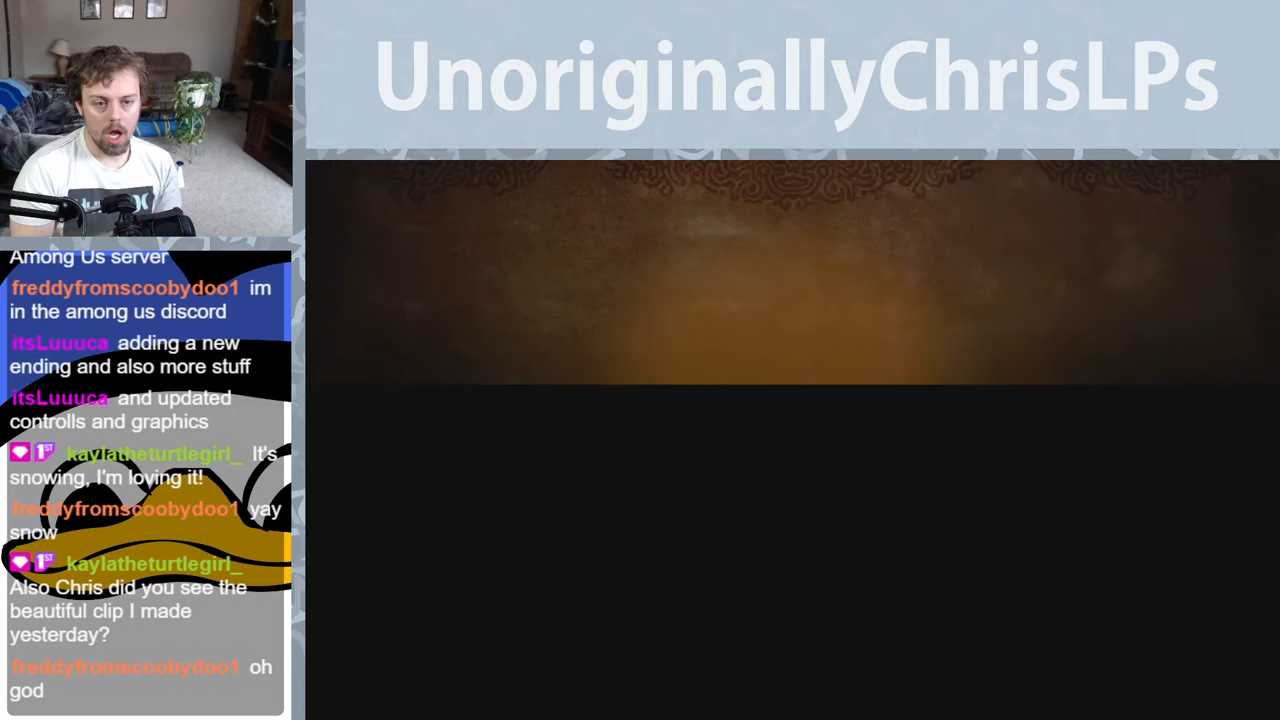 UnoriginallyChrisLPs
Among Us server
freddyfromscoobydoo1 im
in the among us discord
itsLuuuca adding a new
ending and also more stuff
itsLuuuca and updated
controlls and graphics
1ST kaylatheturtlegirl_ It's
snowing, I'm loving it!
freddyfromscoobydoo1 yay
snow
1ST kaylatheturtlegirl_
Also Chris did you see the
beautiful clip I made
yesterday?
freddyfromscoobydoo1 oh
god